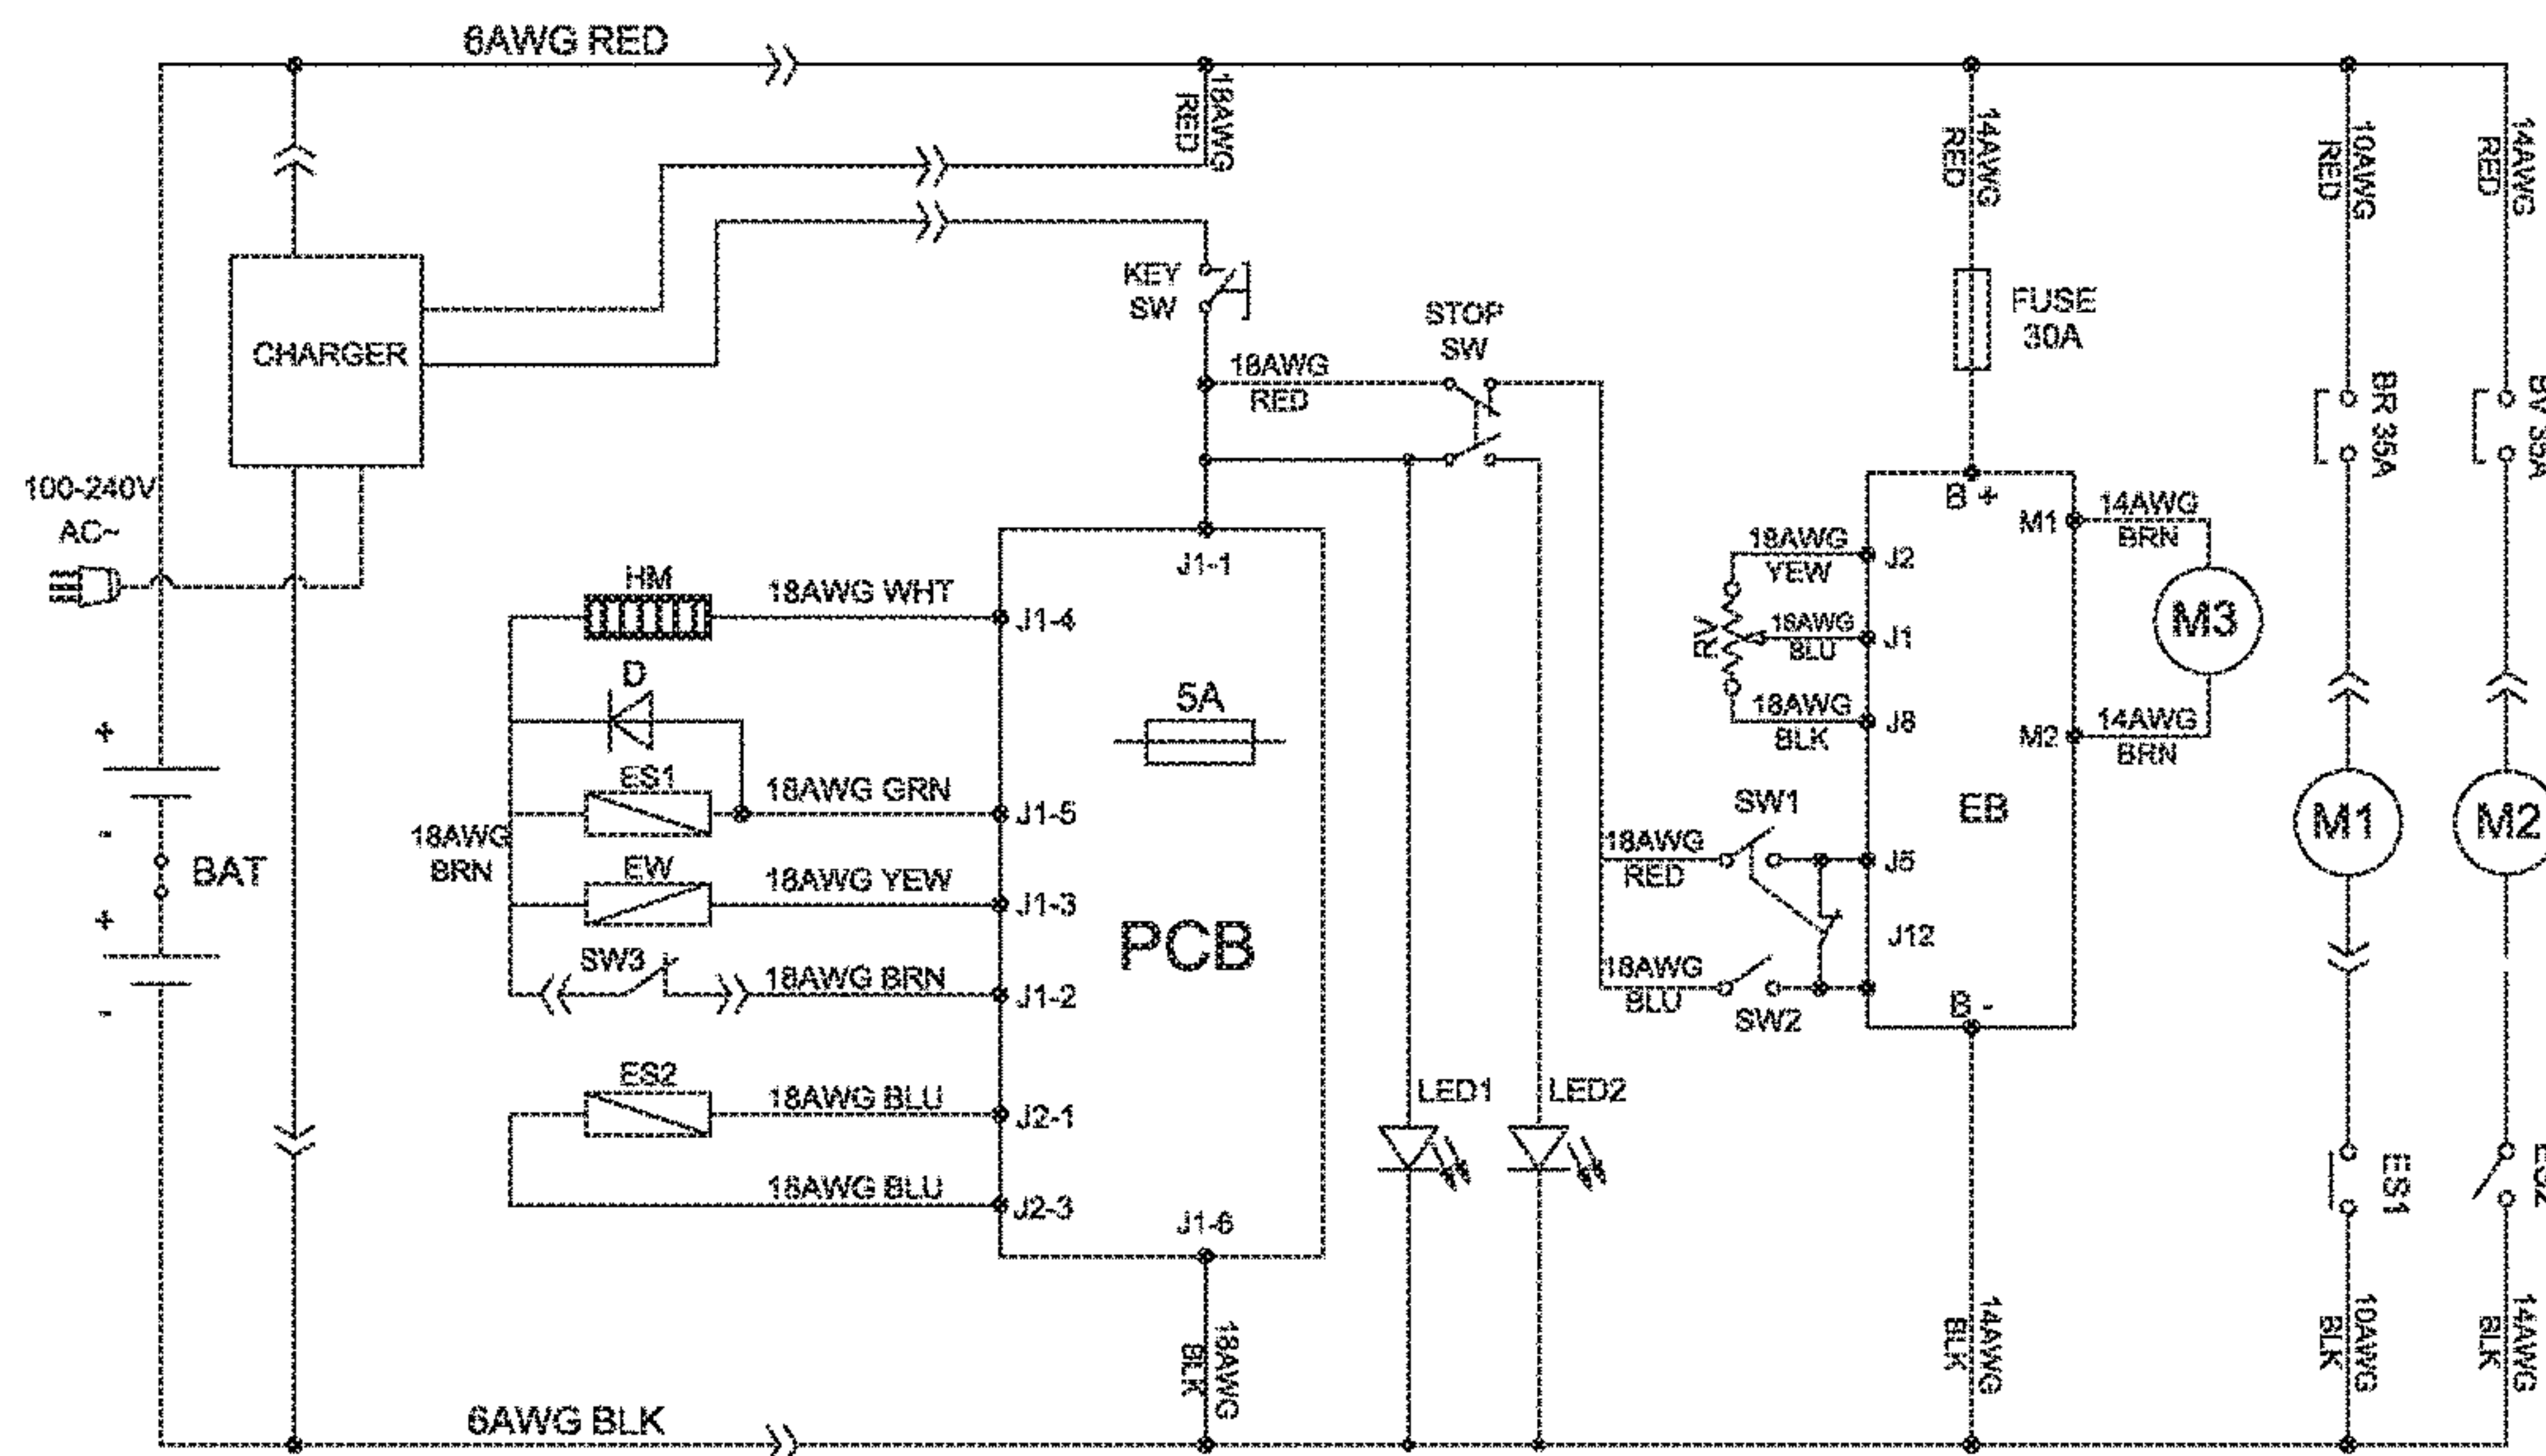 6AWG RED
18AWG
RED
14AWG
RED
10AWG
RED
14AWG
RED
KEY
SW
STOP
SW
FUSE
30A
CHARGER
18AWG
RED
BR 35A
BV 35A
100-240V
AC~
B +
M1
14AWG
BRN
18AWG
YEW
J2
J1-1
HM
18AWG WHT
J1-4
RV
18AWG
BLU
J1
M3
D
5A
18AWG
BLK
J8
M2
14AWG
BRN
+
-
ES1
18AWG GRN
J1-5
SW1
EB
M1
M2
18AWG
BRN
BAT
EW
18AWG YEW
J1-3
18AWG
RED
J5
+
-
PCB
J12
SW3
18AWG BRN
J1-2
18AWG
BLU
SW2
B -
ES2
18AWG BLU
J2-1
LED1
LED2
18AWG BLU
J2-3
J1-6
ES1
ES2
18AWG
BLK
14AWG
BLK
10AWG
BLK
14AWG
BLK
6AWG BLK